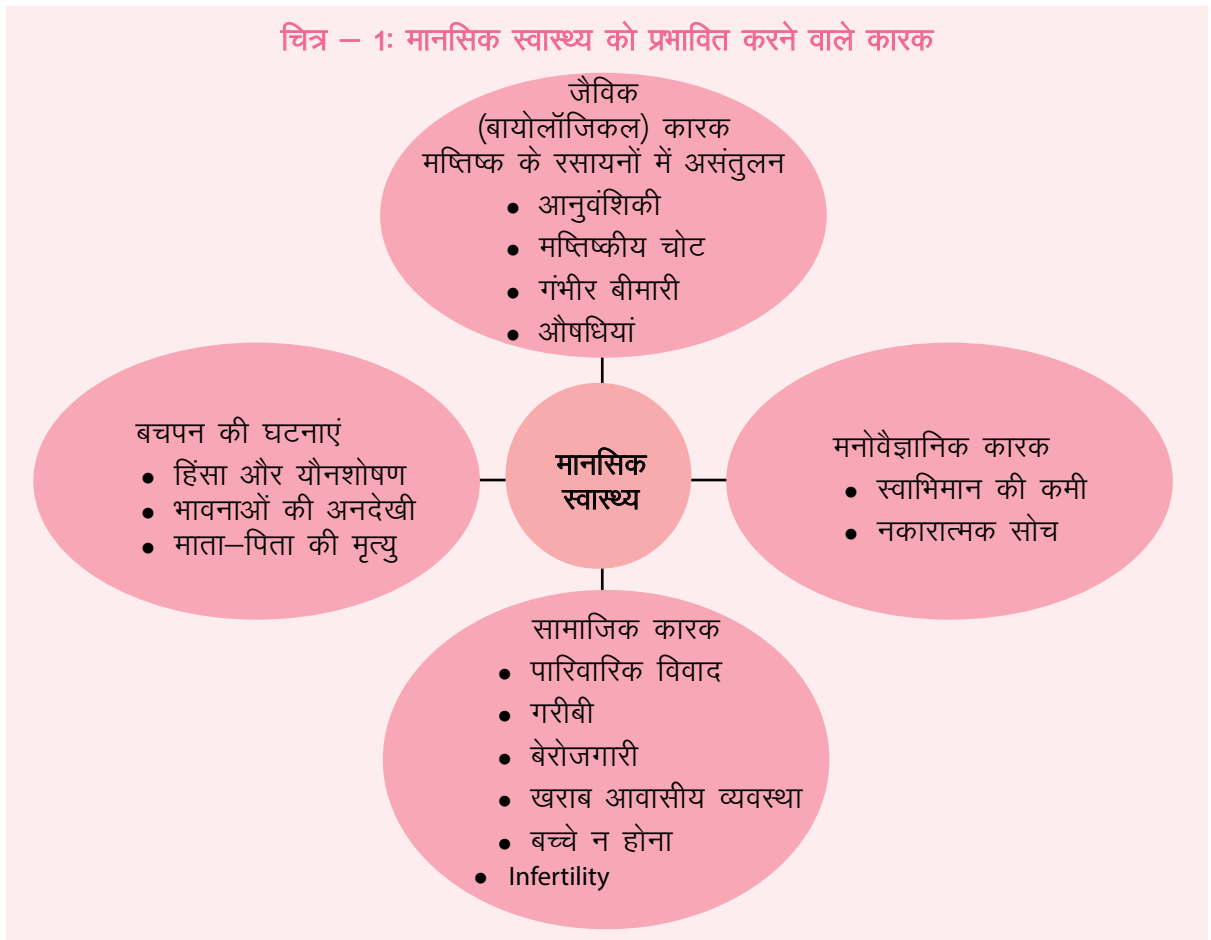 चित्र – 1: मानसिक स्वास्थ्य को प्रभावित करने वाले कारक
जैविक
(बायोलॉजिकल) कारक
मष्तिष्क के रसायनों में असंतुलन
• आनुवंशिकी
• मष्तिष्कीय चोट
• गंभीर बीमारी
• औषधियां
बचपन की घटनाएं
• हिंसा और यौनशोषण
• भावनाओं की अनदेखी
• माता–पिता की मृत्यु
मानसिक
स्वास्थ्य
मनोवैज्ञानिक कारक
• स्वाभिमान की कमी
• नकारात्मक सोच
सामाजिक कारक
• पारिवारिक विवाद
• गरीबी
• बेरोजगारी
• खराब आवासीय व्यवस्था
• बच्चे न होना
• Infertility